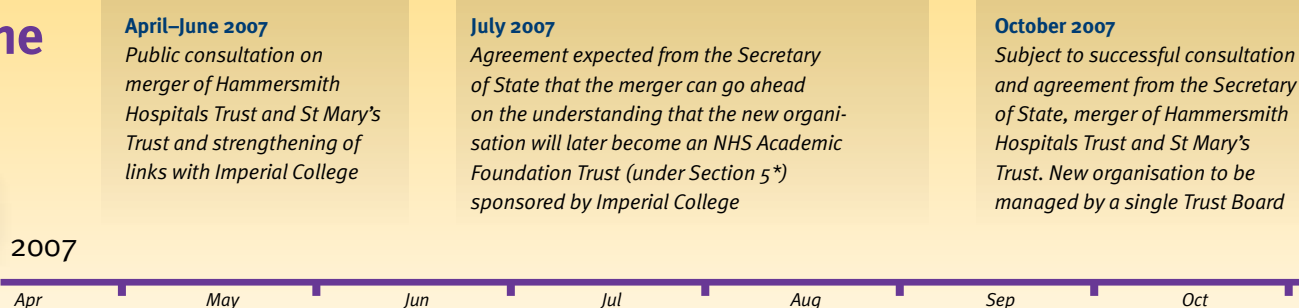 April–June 2007
Public consultation on
merger of Hammersmith
Hospitals Trust and St Mary's
Trust and strengthening of
links with Imperial College
July 2007
Agreement expected from the Secretary
of State that the merger can go ahead
on the understanding that the new organi-
sation will later become an NHS Academic
Foundation Trust (under Section 5*)
sponsored by Imperial College
October 2007
Subject to successful consultation
and agreement from the Secretary
of State, merger of Hammersmith
Hospitals Trust and St Mary's
Trust. New organisation to be
managed by a single Trust Board
2007
Apr May Jun Jul Aug Sep Oct